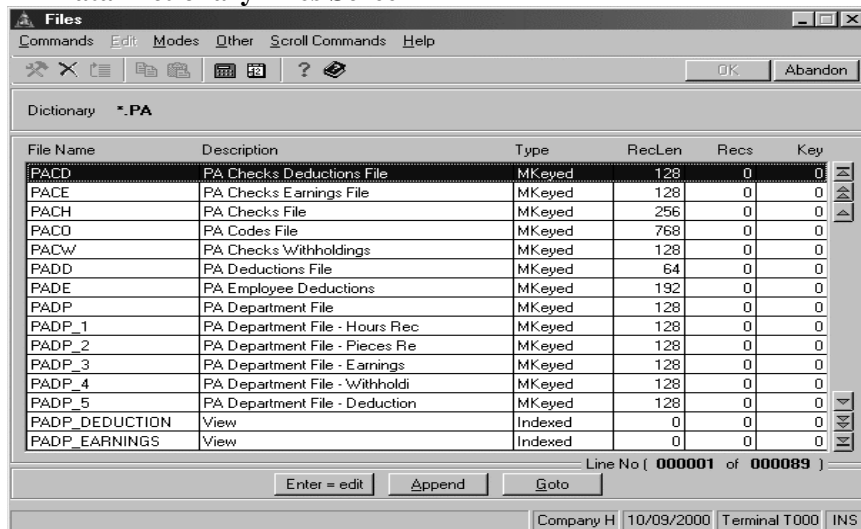 Files
Commands Edit Modes Other Scroll Commands Help
OK Abandon
Dictionary *.PA
File Name Description Type RecLen Recs Key
PACD PA Checks Deductions File MKeyed 128 0 0
PACE PA Checks Earnings File MKeyed 128 0 0
PACH PA Checks File MKeyed 256 0 0
PACO PA Codes File MKeyed 768 0 0
PACW PA Checks Withholdings MKeyed 128 0 0
PADD PA Deductions File MKeyed 64 0 0
PADE PA Employee Deductions MKeyed 192 0 0
PADP PA Department File MKeyed 128 0 0
PADP_1 PA Department File - Hours Rec MKeyed 128 0 0
PADP_2 PA Department File - Pieces Re MKeyed 128 0 0
PADP_3 PA Department File - Earnings MKeyed 128 0 0
PADP_4 PA Department File - Withholdi MKeyed 128 0 0
PADP_5 PA Department File - Deduction MKeyed 128 0 0
PADP_DEDUCTION View Indexed 0 0 0
PADP_EARNINGS View Indexed 0 0 0
Line No ( 000001 of 000089 )
Enter = edit Append Goto
Company H 10/09/2000 Terminal T000 INS